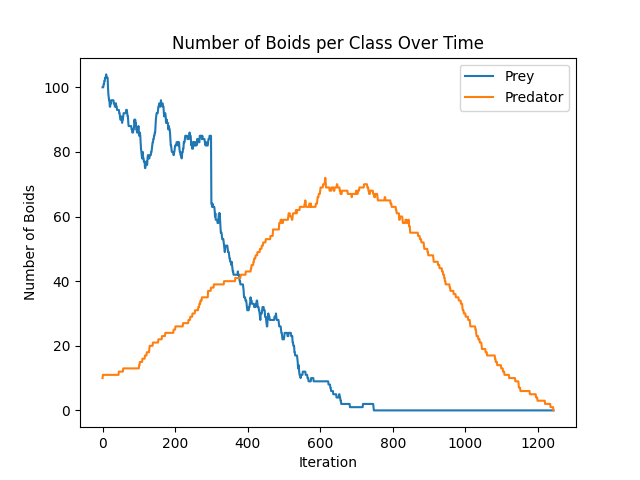 Number of Boids per Class Over Time
Prey
Predator
Number of Boids
100
80
60
40
20
0
0 200 400 600 800 1000 1200
Iteration